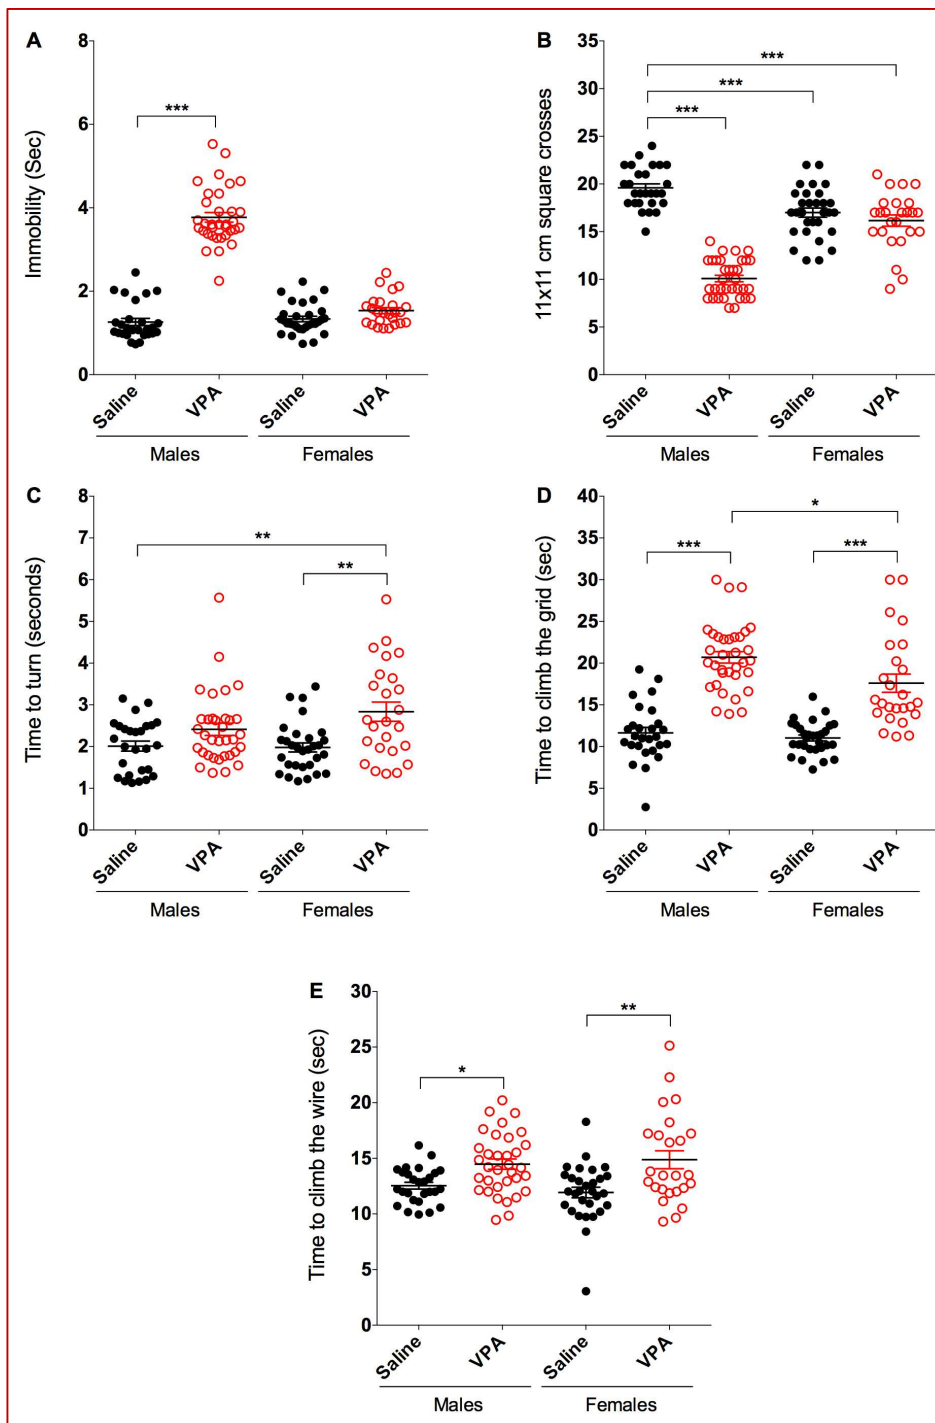 A
8
6
4
2
0
Immobility (Sec)
***
Saline
VPA
Saline
VPA
Males
Females
B
35
30
25
20
15
10
5
0
11x11 cm square crosses
***
***
***
Saline
VPA
Saline
VPA
Males
Females
C
8
7
6
5
4
3
2
1
0
Time to turn (seconds)
**
**
Saline
VPA
Saline
VPA
Males
Females
D
40
35
30
25
20
15
10
5
0
Time to climb the grid (sec)
*
***
***
Saline
VPA
Saline
VPA
Males
Females
E
30
25
20
15
10
5
0
Time to climb the wire (sec)
*
**
Saline
VPA
Saline
VPA
Males
Females